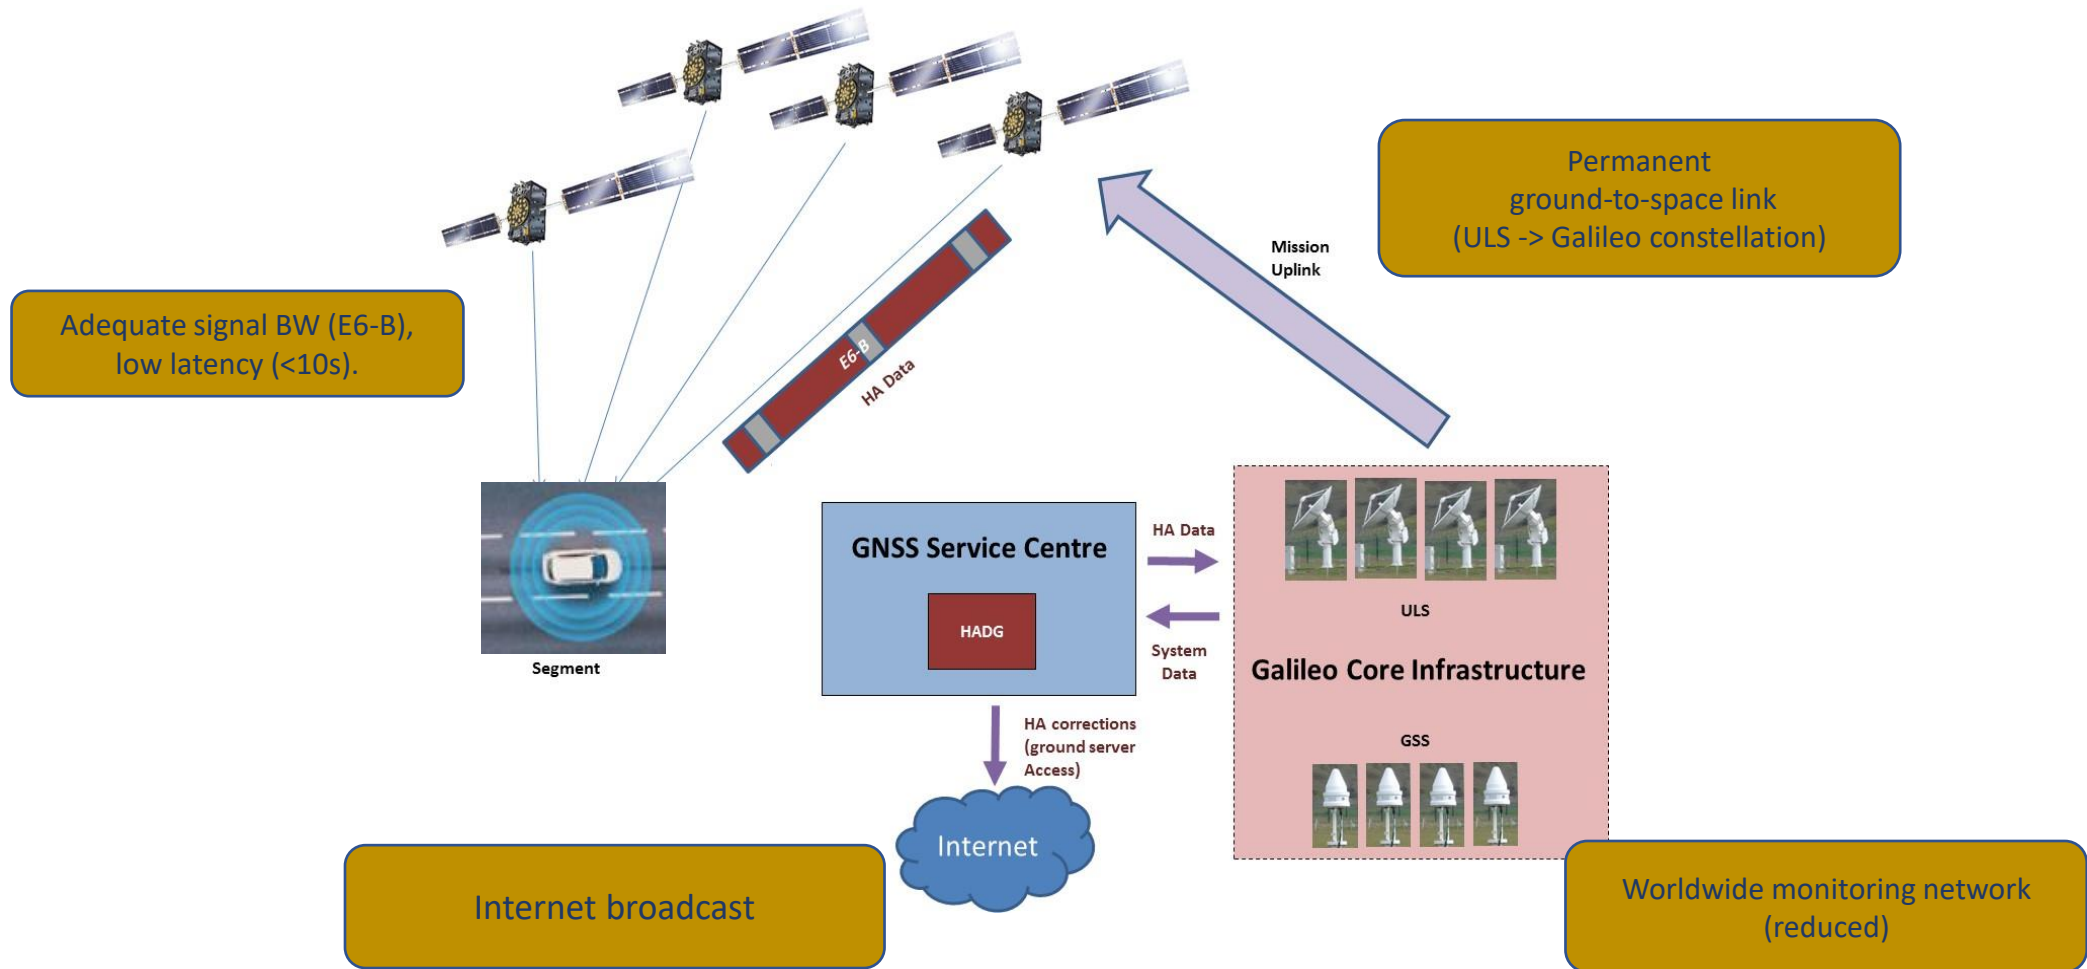 Permanent
ground-to-space link
(ULS -> Galileo constellation)
Mission
Uplink
Adequate signal BW (E6-B),
low latency (<10s).
E6-B
HA Data
Segment
GNSS Service Centre
HADG
HA Data
System
Data
ULS
Galileo Core Infrastructure
GSS
HA corrections
(ground server
Access)
Internet
Internet broadcast
Worldwide monitoring network
(reduced)